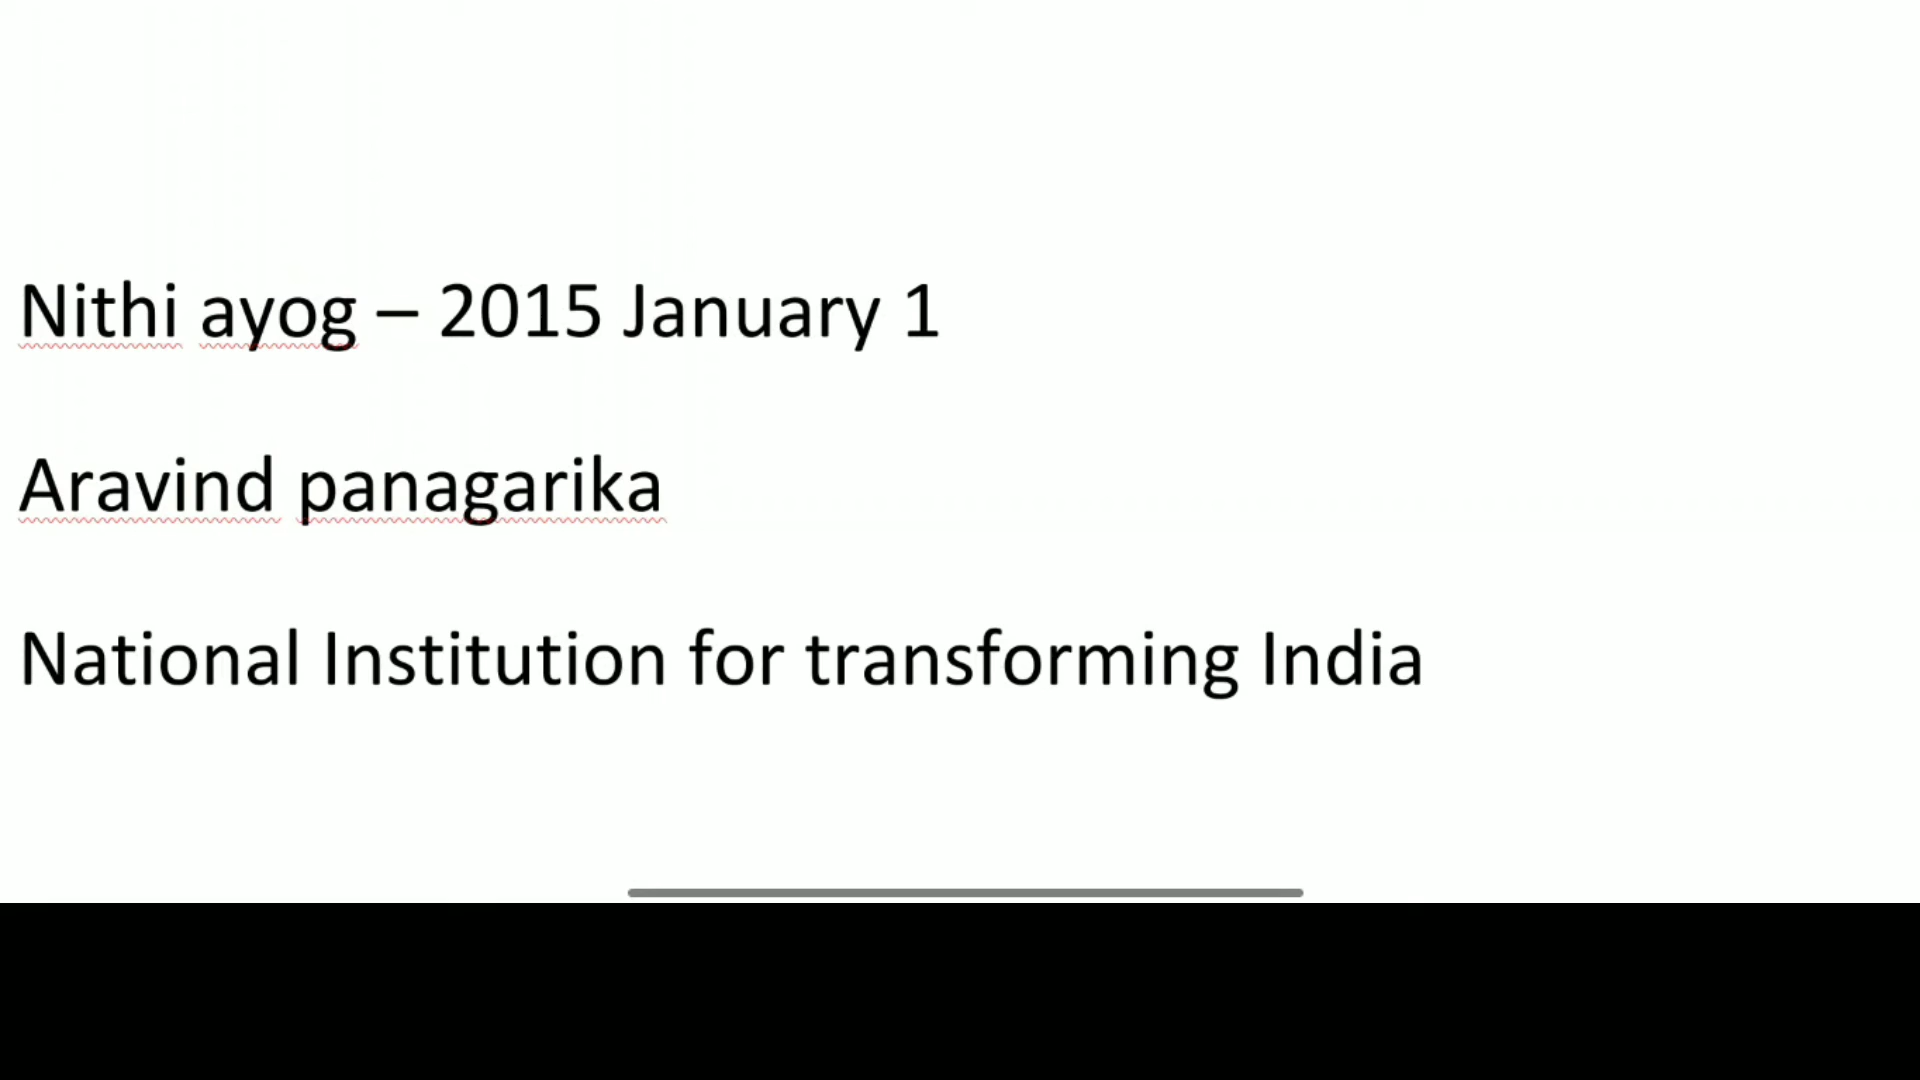 Nithi ayog – 2015 January 1
Aravind panagarika
National Institution for transforming India